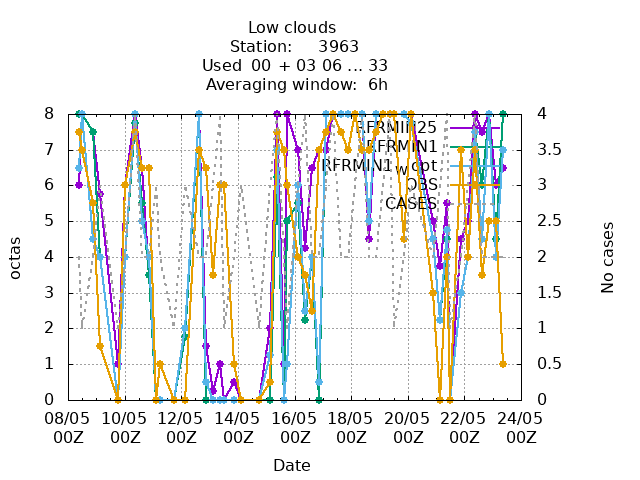 Low clouds
Station: 3963
Used 00 + 03 06 ... 33
Averaging window: 6h
8 7 6 5 4 3 2 1 0
octas
4 3.5 3 2.5 2 1.5 1 0.5 0
No cases
RFRMIN25
RFRMIN1
RFRMIN1_wopt
OBS
CASES
08/05 10/05 12/05 14/05 16/05 18/05 20/05 22/05 24/05
00Z 00Z 00Z 00Z 00Z 00Z 00Z 00Z 00Z
Date